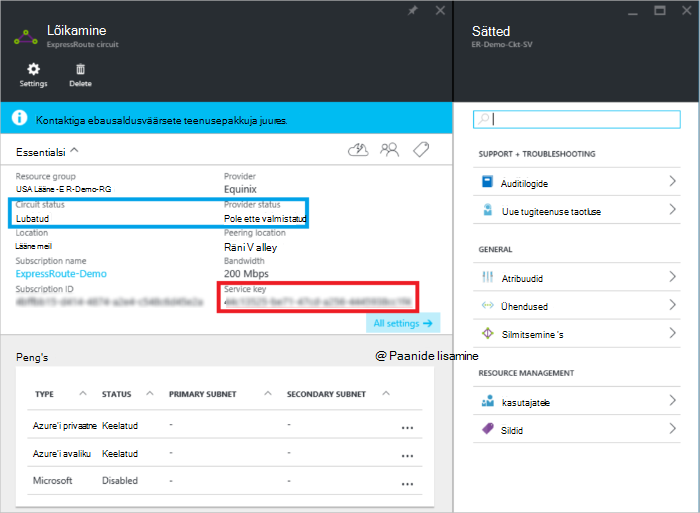 Lõikamine
ExpressRoute circuit
Settings
Delete
Kontaktiga ebausaldusväärsete teenusepakkuja juures.
Essentialsi
Resource group
USA Lääne -E R-Demo-RG
Provider
Equinix
Circuit status
Lubatud
Provider status
Pole ette valmistatud
Location
Lääne meil
Peering location
Räni V alley
Subscription name
ExpressRoute-Demo
Bandwidth
200 Mbps
Subscription ID
Service key
All settings
Peng's
@ Paanide lisamine
TYPE STATUS PRIMARY SUBNET SECONDARY SUBNET
Azure'i privaatne Keelatud - -
Azure'i avaliku Keelatud - -
Microsoft Disabled - -
Sätted
ER-Demo-Ckt-SV
SUPPORT + TROUBLESHOOTING
Auditilogide
Uue tugiteenuse taotluse
GENERAL
Atribuudid
Ühendused
Silmitsemine 's
RESOURCE MANAGEMENT
kasutajatele
Sildid